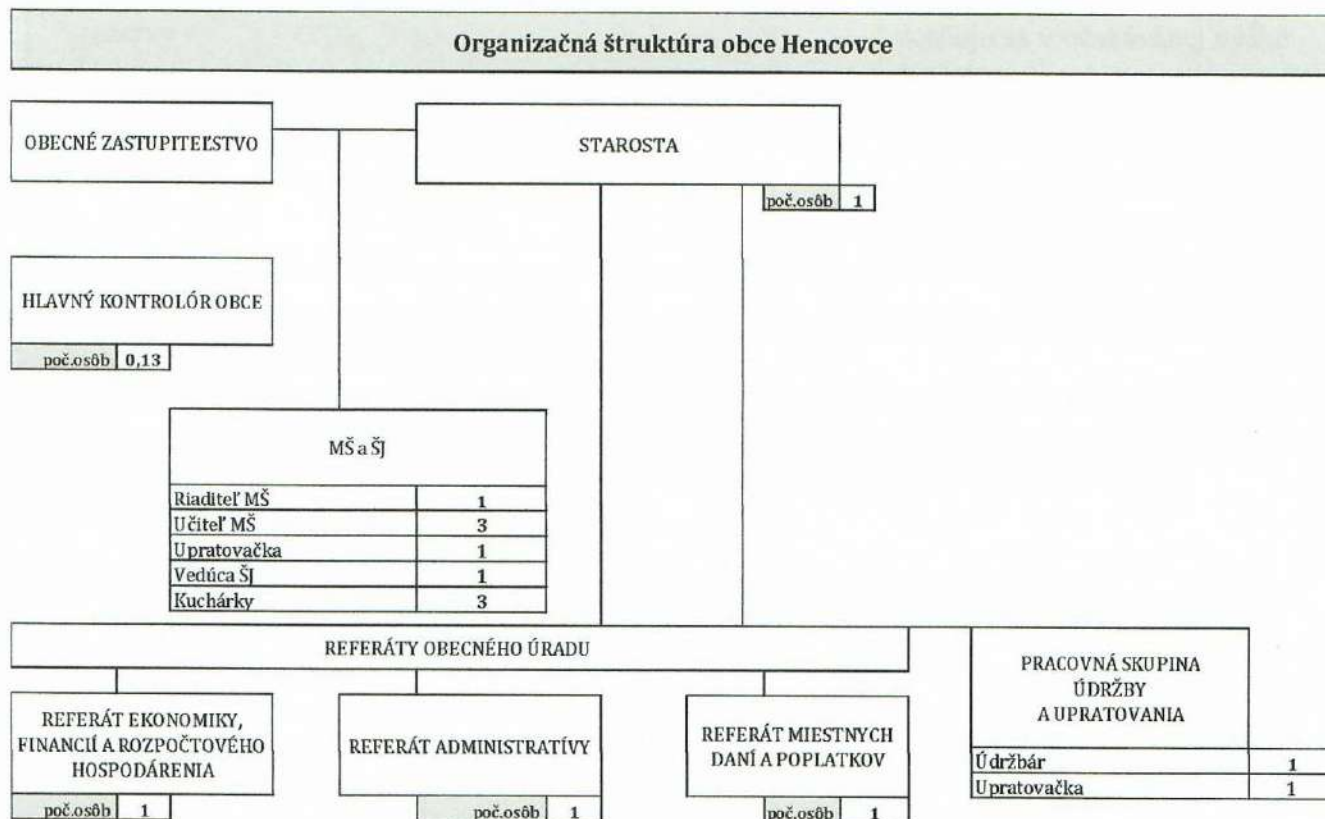 Organizačná štruktúra obce Hencovce
OBECNÉ ZASTUPITEĽSTVO
STAROSTA
poč.osôb 1
HLAVNÝ KONTROLÓR OBCE
poč.osôb 0,13
MŠ a ŠJ
Riaditeľ MŠ 1
Učiteľ MŠ 3
Upratovačka 1
Vedúca ŠJ 1
Kuchárky 3
REFERÁTY OBECNÉHO ÚRADU
PRACOVNÁ SKUPINA
ÚDRŽBY
A UPRATOVANIA
Údržbár 1
Upratovačka 1
REFERÁT EKONOMIKY,
FINANCIÍ A ROZPOČTOVÉHO
HOSPODÁRENIA
poč.osôb 1
REFERÁT ADMINISTRATÍVY
poč.osôb 1
REFERÁT MIESTNYCH
DANÍ A POPLATKOV
poč.osôb 1